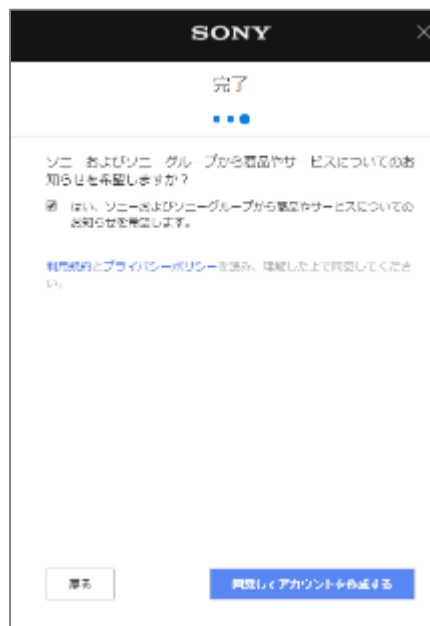 SONY
完了
ソニーおよびソニーグループから商品やサービスについてのお
知らせを希望しますか？
はい、ソニーおよびソニーグループから商品やサービスについての
お知らせを希望します。
利用規約とプライバシーポリシーを読み、理解した上で同意してくださ
い。
戻る
同意してアカウントを作成する